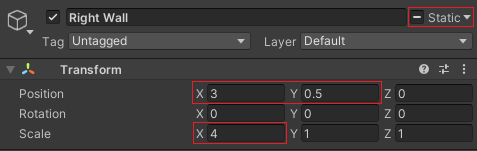 Right Wall Static
Tag Untagged Layer Default
Transform
Position X 3 Y 0.5 Z 0
Rotation X 0 Y 0 Z 0
Scale X 4 Y 1 Z 1